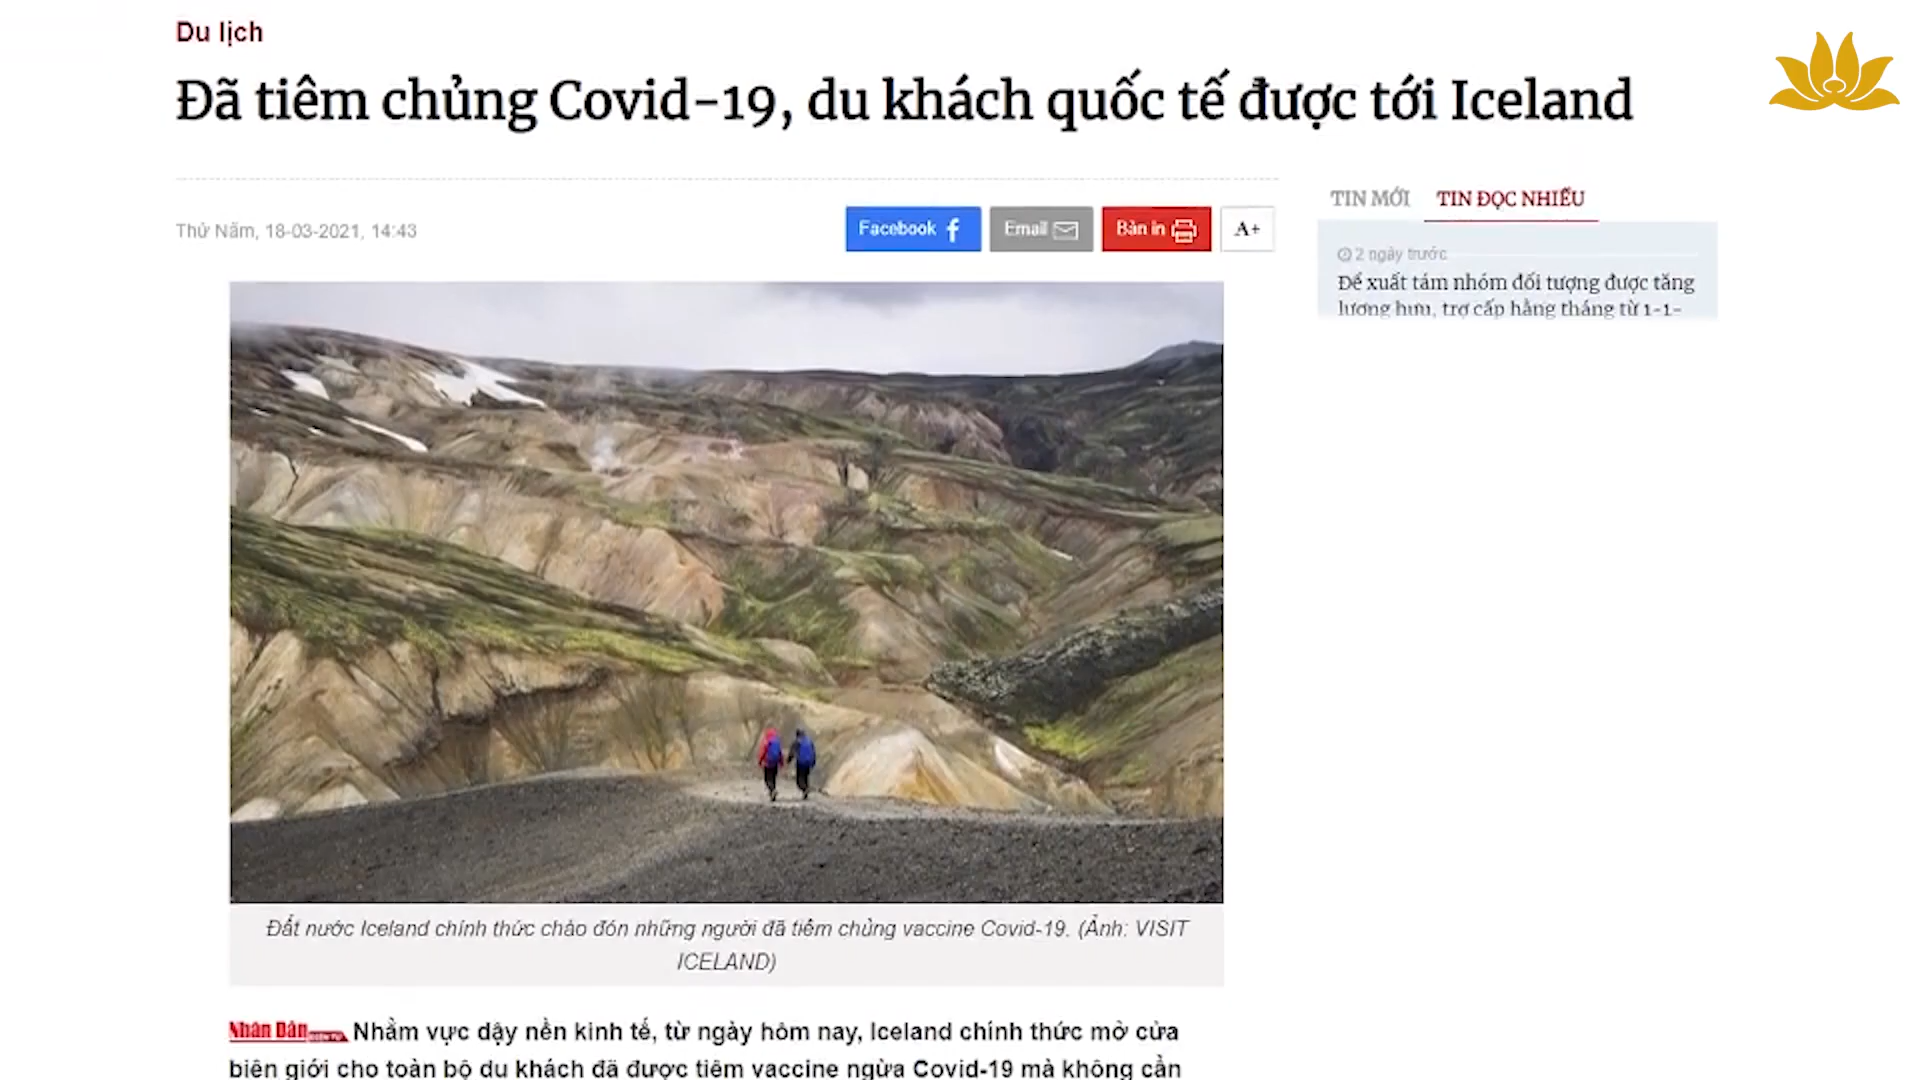 Du lịch
Đã tiêm chủng Covid-19, du khách quốc tế được tới Iceland
Thứ Năm, 18-03-2021, 14:43
Facebook
Email
Bản in
A+
TIN MỚI
TIN ĐỌC NHIỀU
2 ngày trước
Đề xuất tám nhóm đối tượng được tăng
lương hưu, trợ cấp hằng tháng từ 1-1-
Đất nước Iceland chính thức chào đón những người đã tiêm chủng vaccine Covid-19. (Ảnh: VISIT
ICELAND)
Nhân Dân Nhằm vực dậy nền kinh tế, từ ngày hôm nay, Iceland chính thức mở cửa
biên giới cho toàn bộ du khách đã được tiêm vaccine ngừa Covid-19 mà không cần